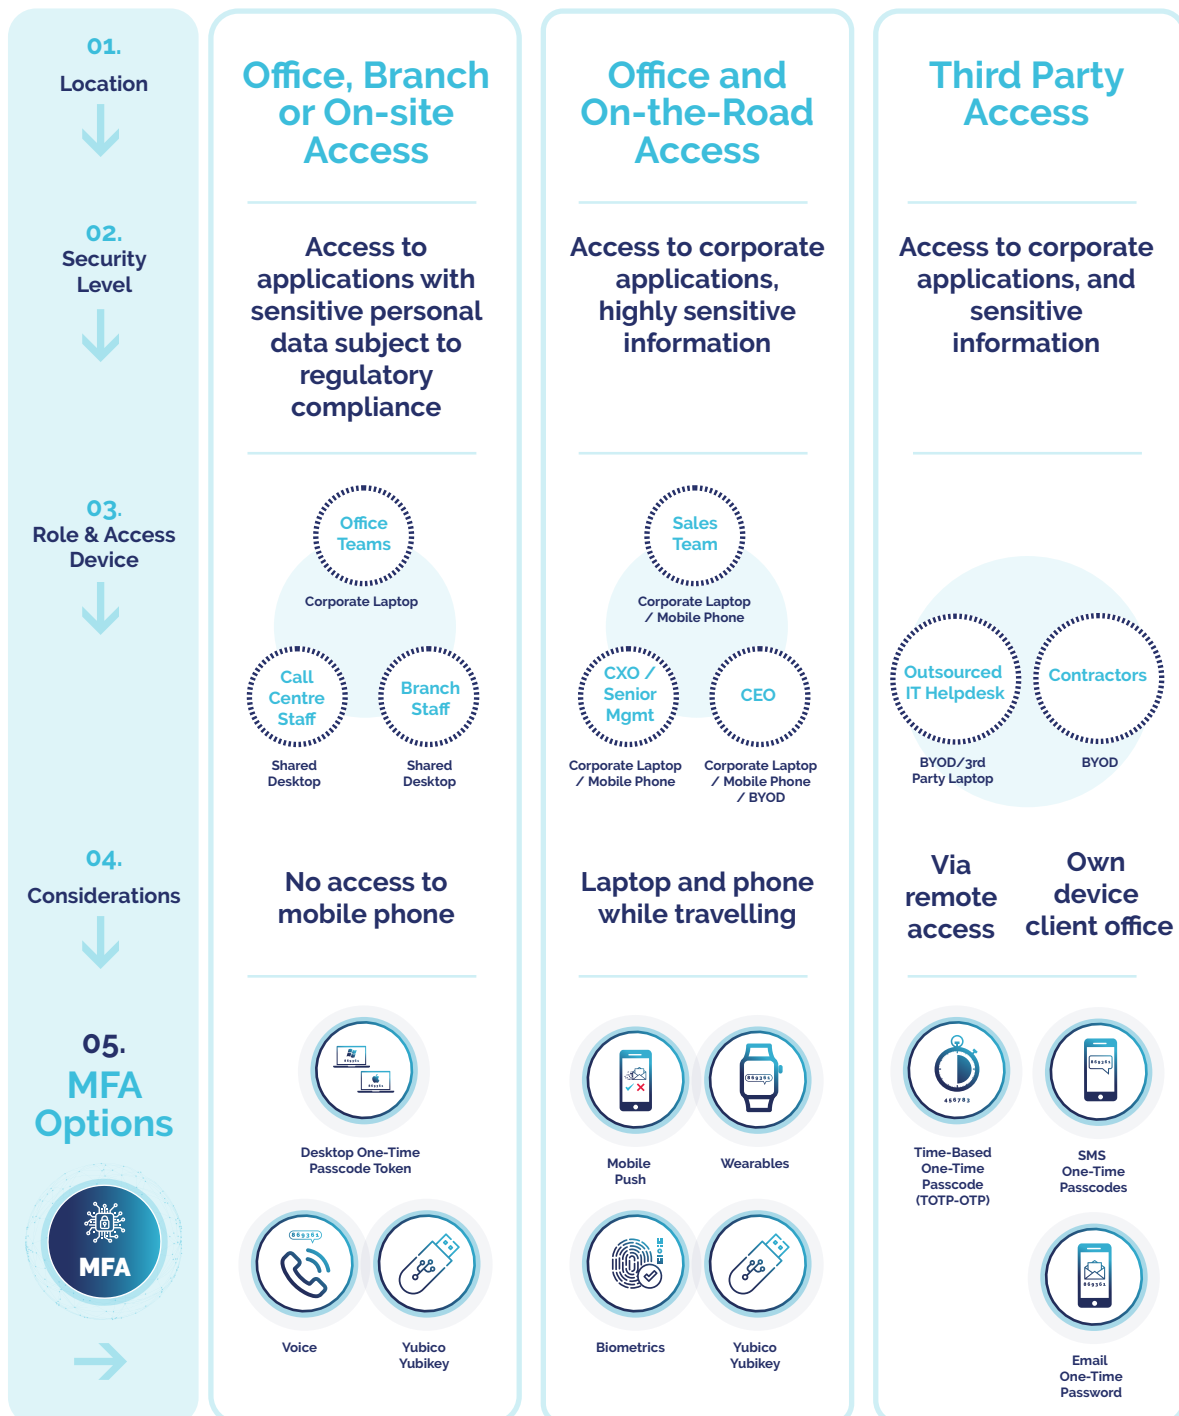 01.
Location
02.
Security
Level
03.
Role & Access
Device
04.
Considerations
05.
MFA
Options
MFA
Office, Branch
or On-site
Access
Access to
applications with
sensitive personal
data subject to
regulatory
compliance
Office
Teams
Corporate Laptop
Call
Centre
Staff
Shared
Desktop
Branch
Staff
Shared
Desktop
No access to
mobile phone
869361
869361
Desktop One-Time
Passcode Token
869361
Voice
Yubico
Yubikey
Office and
On-the-Road
Access
Access to corporate
applications,
highly sensitive
information
Sales
Team
Corporate Laptop
/ Mobile Phone
CXO /
Senior
Mgmt
Corporate Laptop
/ Mobile Phone
CEO
Corporate Laptop
/ Mobile Phone
/ BYOD
Laptop and phone
while travelling
Mobile
Push
869361
Wearables
Biometrics
Yubico
Yubikey
Third Party
Access
Access to corporate
applications, and
sensitive
information
Outsourced
IT Helpdesk
BYOD/3rd
Party Laptop
Contractors
BYOD
Via
remote
access
Own
device
client office
456783
Time-Based
One-Time
Passcode
(TOTP-OTP)
869361
SMS
One-Time
Passcodes
869361
Email
One-Time
Password